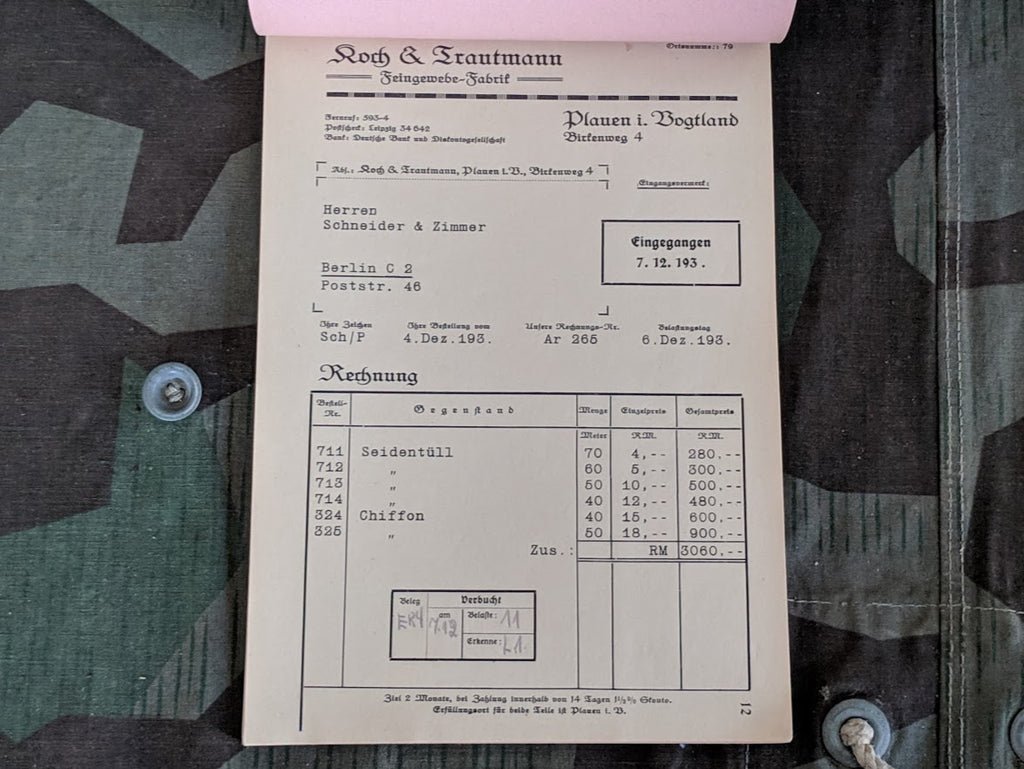 Ortsnummer: 79
Koch & Trautmann
Feingewebe-Fabrik
Fernruf: 593-4
Postscheck: Leipzig 34 642
Bank: Deutsche Bank und Diskontogesellschaft
Plauen i. Vogtland
Birkenweg 4
Abs.: Koch & Trautmann, Plauen i. V., Birkenweg 4
Eingangsvermerk:
Herren
Schneider & Zimmer
Eingegangen
7. 12. 193 .
Berlin C 2
Poststr. 46
Ihre Zeichen Ihre Bestellung vom Unsere Rechnungs-Nr. Belastungstag
Sch/P 4.Dez.193. Ar 265 6.Dez.193.
Rechnung
Bestell-Nr. Gegenstand Menge Einzelpreis Gesamtpreis
Meter RM. RM.
711 Seidentüll 70 4,-- 280,--
712 " 60 5,-- 300,--
713 " 50 10,-- 500,--
714 " 40 12,-- 480,--
324 Chiffon 40 15,-- 600,--
325 " 50 18,-- 900,--
Zus.: RM 3060,--
Beleg Verbucht
ER4 am 7.12 Belaste: 11
Erkenne: L1.
Ziel 2 Monate, bei Zahlung innerhalb von 14 Tagen 1½% Skonto.
Erfüllungsort für beide Teile ist Plauen i. V.
12